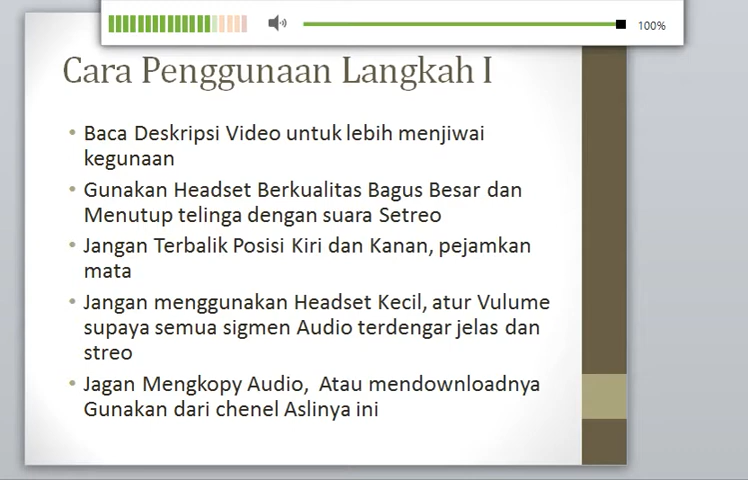 100%
Cara Penggunaan Langkah I
• Baca Deskripsi Video untuk lebih menjiwai
kegunaan
• Gunakan Headset Berkualitas Bagus Besar dan
Menutup telinga dengan suara Setreo
• Jangan Terbalik Posisi Kiri dan Kanan, pejamkan
mata
• Jangan menggunakan Headset Kecil, atur Vulume
supaya semua sigmen Audio terdengar jelas dan
streo
• Jagan Mengkopy Audio, Atau mendownloadnya
Gunakan dari chenel Aslinya ini